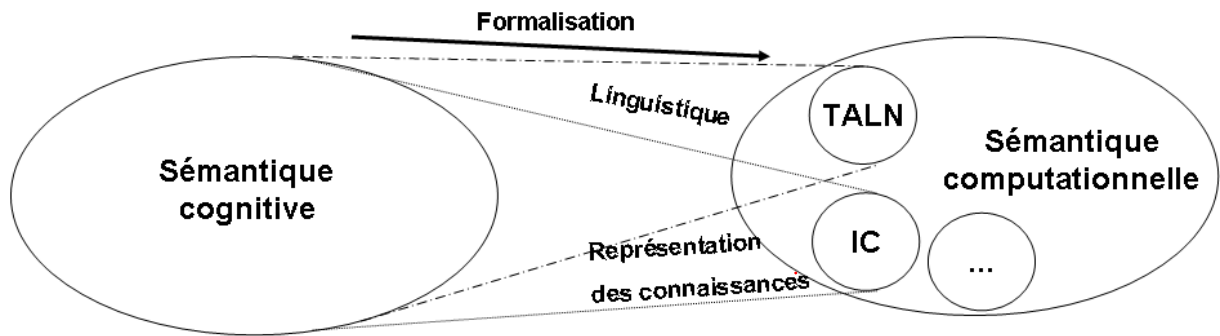 Formalisation
Linguistique
TALN
Sémantique
cognitive
Sémantique
computationnelle
Représentation
des connaissances
IC
...